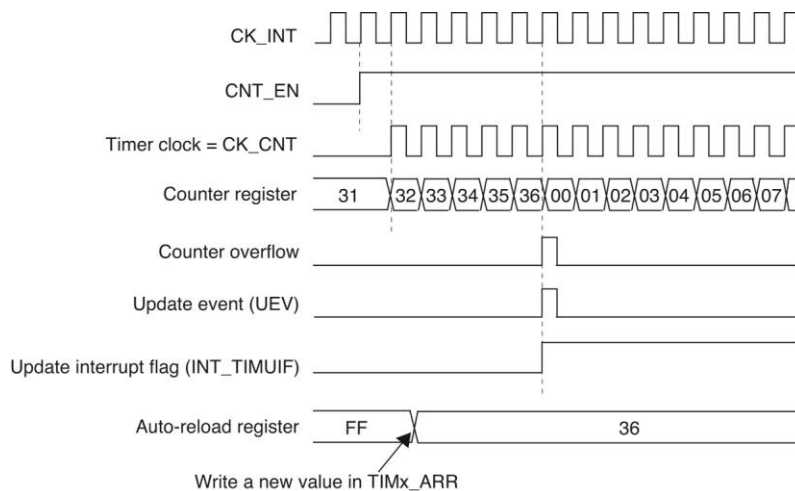 CK_INT
CNT_EN
Timer clock = CK_CNT
Counter register 31 32 33 34 35 36 00 01 02 03 04 05 06 07
Counter overflow
Update event (UEV)
Update interrupt flag (INT_TIMUIF)
Auto-reload register FF 36
Write a new value in TIMx_ARR